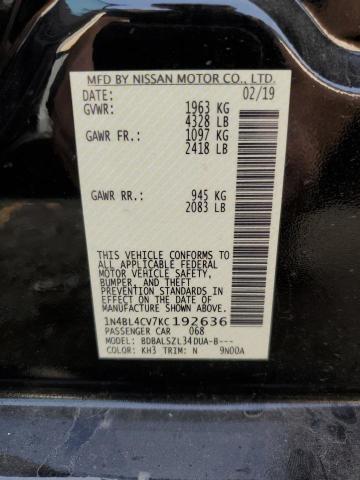 MFD BY NISSAN MOTOR CO., LTD.
DATE: 02/19
GVWR: 1963 KG
4328 LB
GAWR FR.: 1097 KG
2418 LB
GAWR RR.: 945 KG
2083 LB
THIS VEHICLE CONFORMS TO
ALL APPLICABLE FEDERAL
MOTOR VEHICLE SAFETY,
BUMPER, AND THEFT
PREVENTION STANDARDS IN
EFFECT ON THE DATE OF
MANUFACTURE SHOWN ABOVE.
1N4BL4CV7KC192636
PASSENGER CAR 068
MODEL: BDBALSZL34DUA-B---
COLOR: KH3 TRIM: N 9N00A